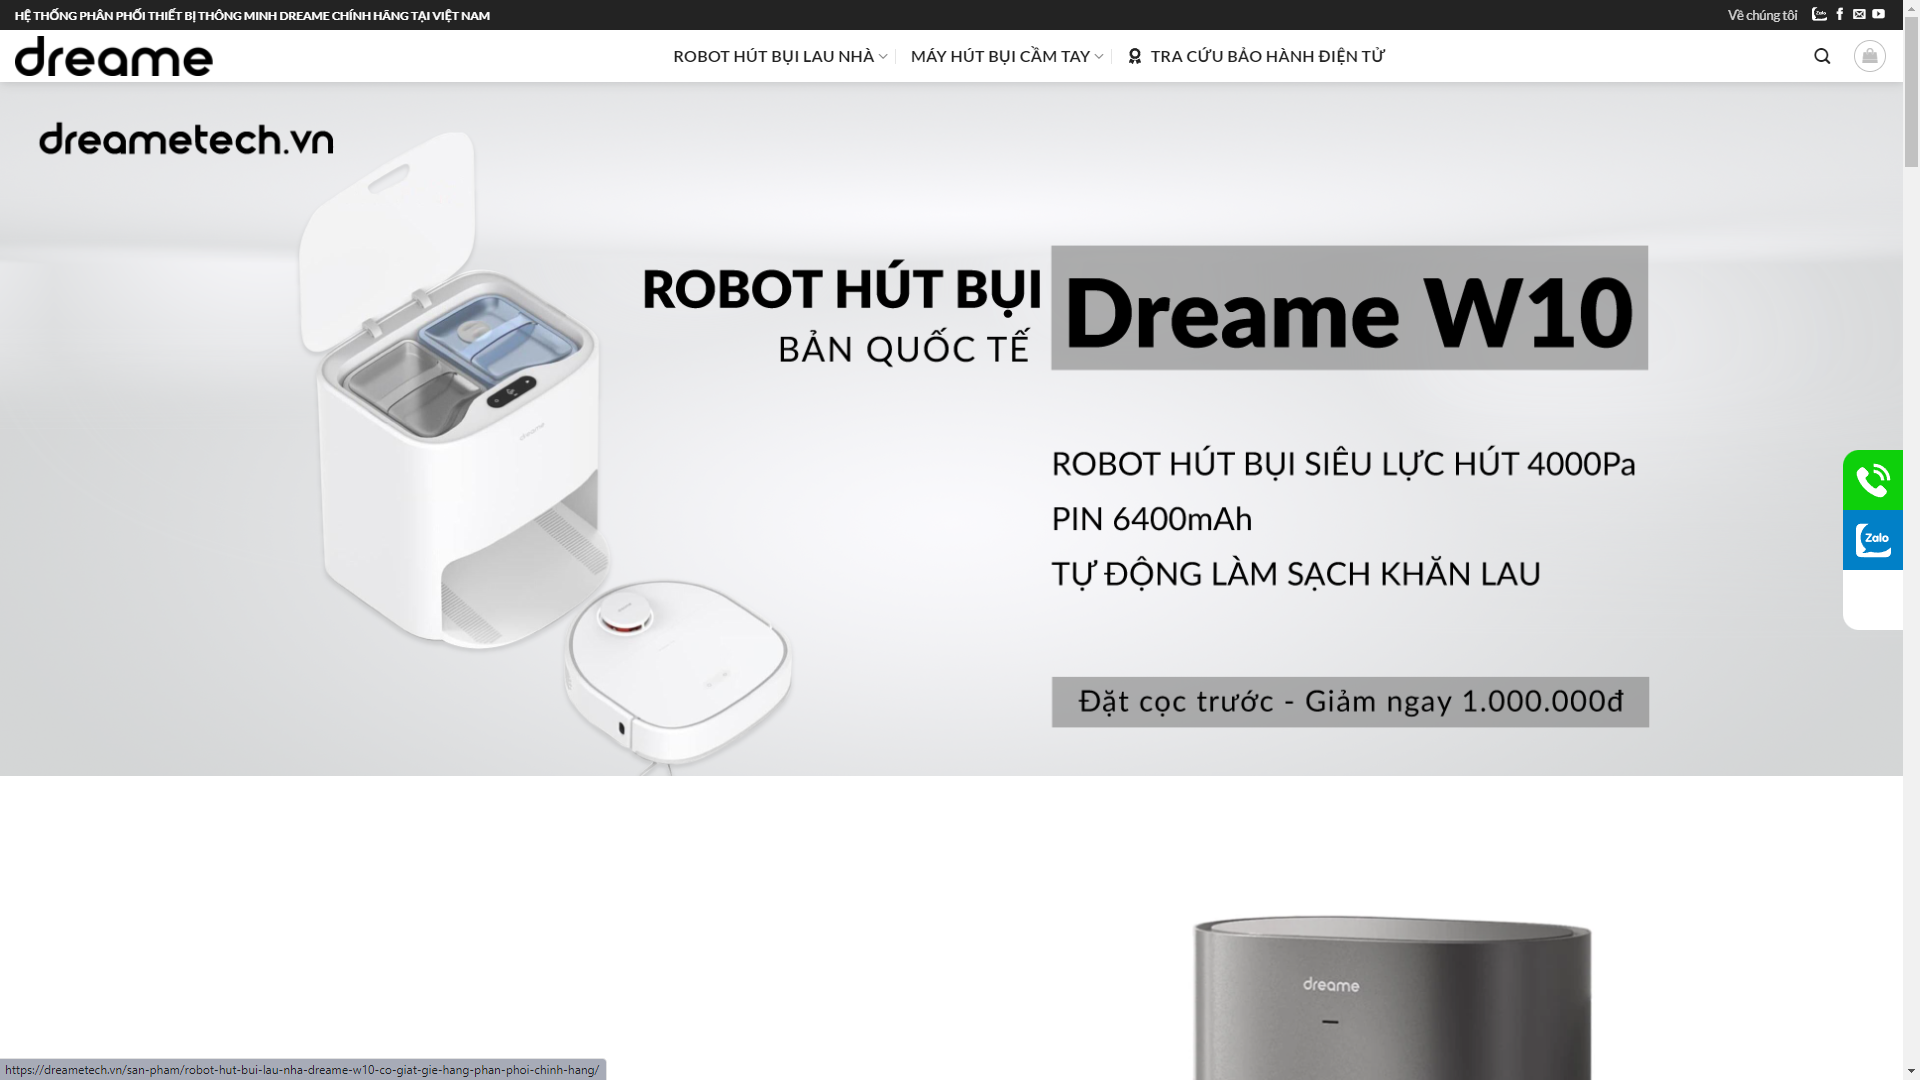 HỆ THỐNG PHÂN PHỐI THIẾT BỊ THÔNG MINH DREAME CHÍNH HÃNG TẠI VIỆT NAM
Về chúng tôi
dreame
ROBOT HÚT BỤI LAU NHÀ
MÁY HÚT BỤI CẦM TAY
TRA CỨU BẢO HÀNH ĐIỆN TỬ
dreametech.vn
ROBOT HÚT BỤI
BẢN QUỐC TẾ
Dreame W10
dreame
ROBOT HÚT BỤI SIÊU LỰC HÚT 4000Pa
PIN 6400mAh
TỰ ĐỘNG LÀM SẠCH KHĂN LAU
Zalo
Đặt cọc trước - Giảm ngay 1.000.000đ
dreame
https://dreametech.vn/san-pham/robot-hut-bui-lau-nha-dreame-w10-co-giat-gie-hang-phan-phoi-chinh-hang/